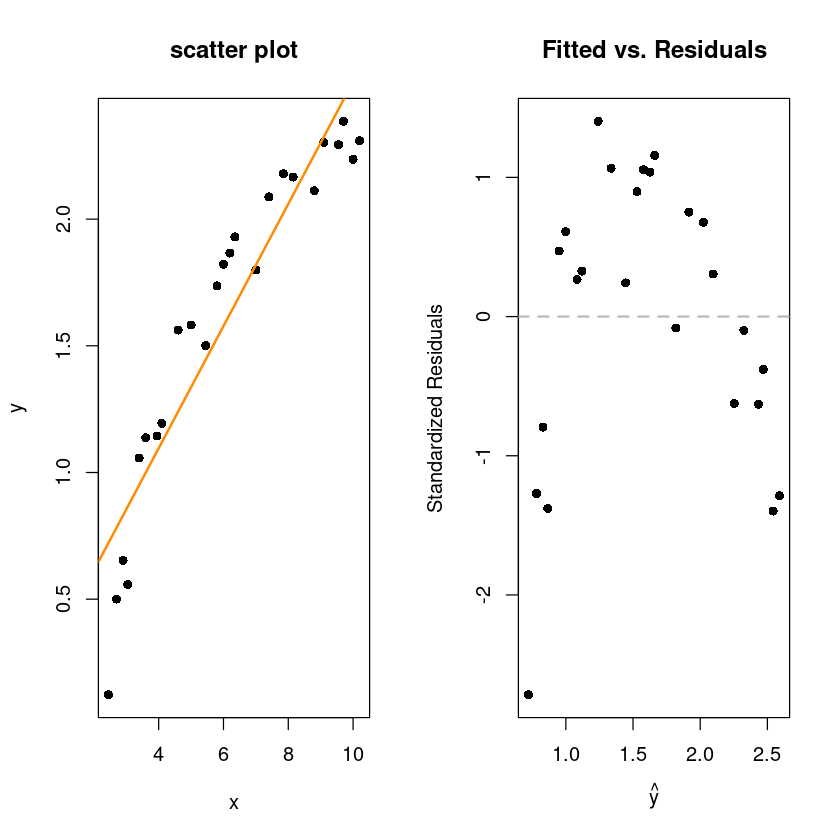 scatter plot
y
2.0
1.5
1.0
0.5
4 6 8 10
x
Fitted vs. Residuals
Standardized Residuals
1
0
-1
-2
1.0 1.5 2.0 2.5
ŷ